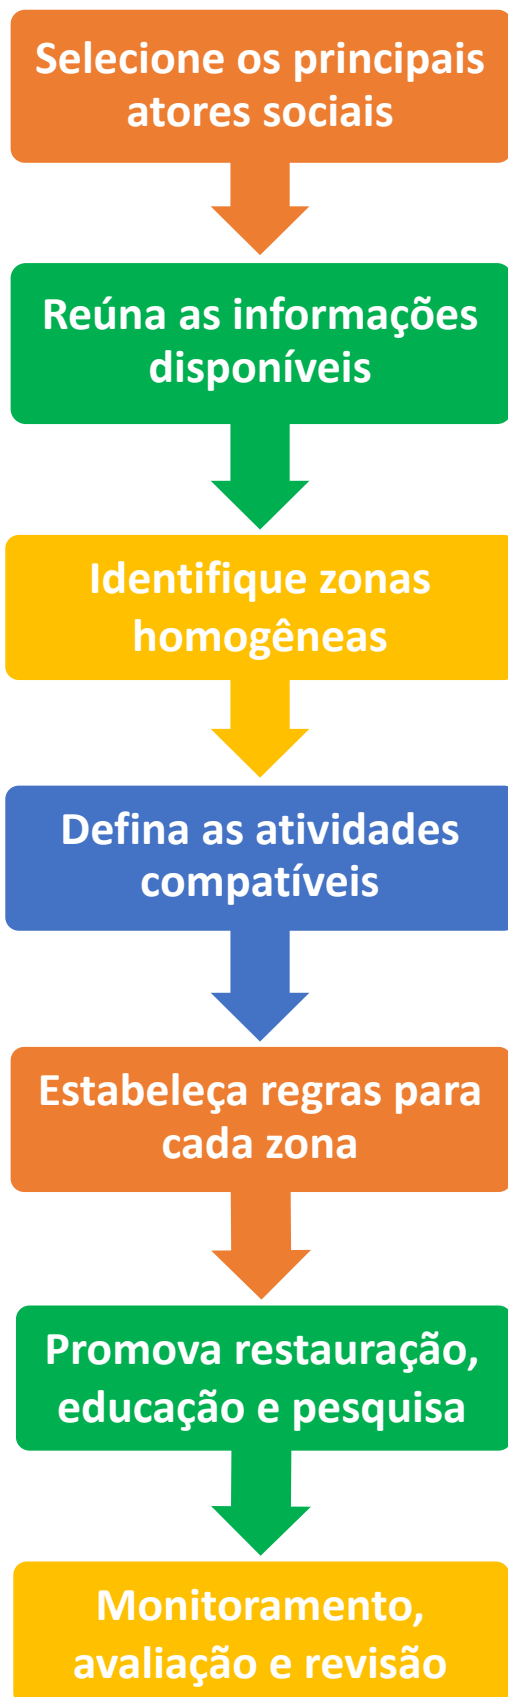 Selecione os principais
atores sociais
Reúna as informações
disponíveis
Identifique zonas
homogêneas
Defina as atividades
compatíveis
Estabeleça regras para
cada zona
Promova restauração,
educação e pesquisa
Monitoramento,
avaliação e revisão